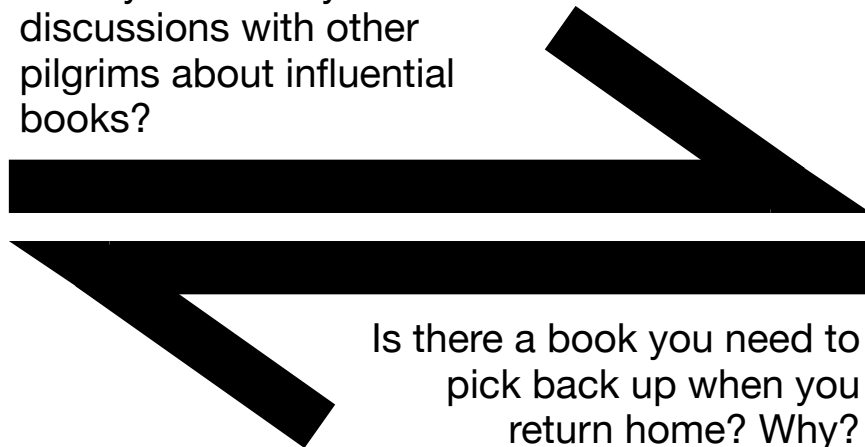 discussions with other
pilgrims about influential
books?
Is there a book you need to
pick back up when you
return home? Why?